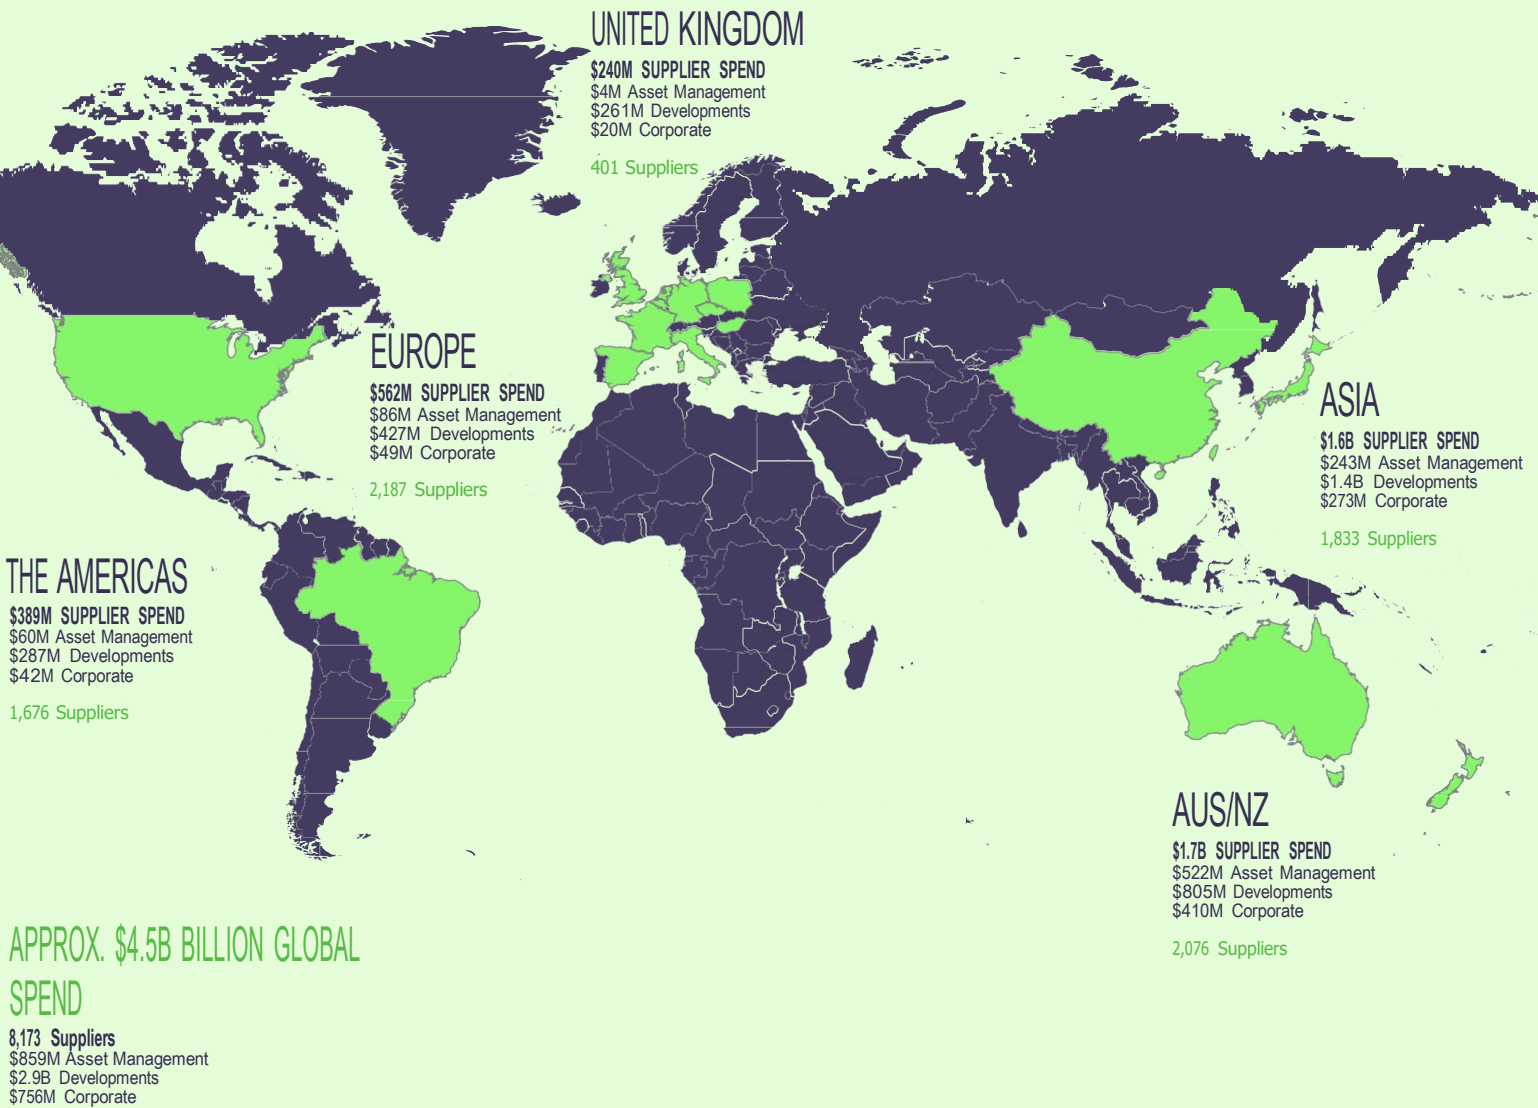 UNITED KINGDOM
$240M SUPPLIER SPEND
$4M Asset Management
$261M Developments
$20M Corporate
401 Suppliers
EUROPE
$562M SUPPLIER SPEND
$86M Asset Management
$427M Developments
$49M Corporate
2,187 Suppliers
ASIA
$1.6B SUPPLIER SPEND
$243M Asset Management
$1.4B Developments
$273M Corporate
1,833 Suppliers
THE AMERICAS
$389M SUPPLIER SPEND
$60M Asset Management
$287M Developments
$42M Corporate
1,676 Suppliers
AUS/NZ
$1.7B SUPPLIER SPEND
$522M Asset Management
$805M Developments
$410M Corporate
2,076 Suppliers
APPROX. $4.5B BILLION GLOBAL
SPEND
8,173 Suppliers
$859M Asset Management
$2.9B Developments
$756M Corporate